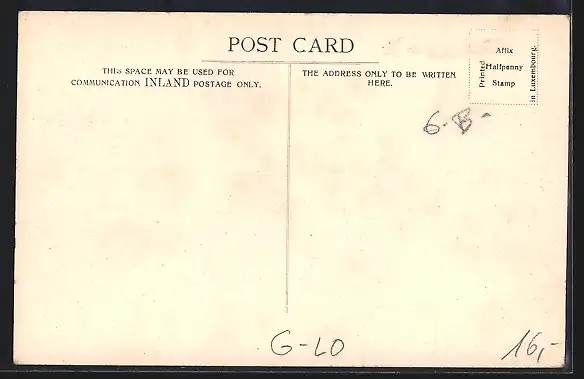 POST CARD
THIS SPACE MAY BE USED FOR
COMMUNICATION INLAND POSTAGE ONLY.
THE ADDRESS ONLY TO BE WRITTEN
HERE.
Printed
Affix
Halfpenny
Stamp
in Luxembourg.
6-B-
G-LO
16,-